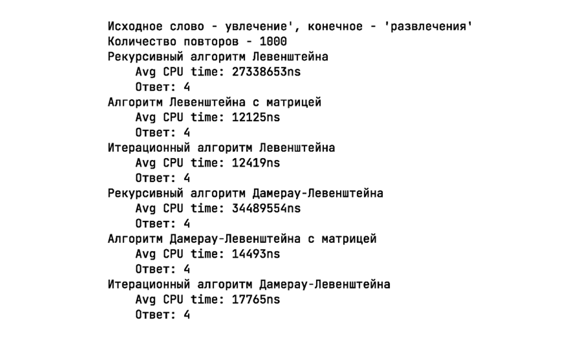 Исходное слово - увлечение', конечное - 'развлечения'
Количество повторов - 1000
Рекурсивный алгоритм Левенштейна
Avg CPU time: 27338653ns
Ответ: 4
Алгоритм Левенштейна с матрицей
Avg CPU time: 12125ns
Ответ: 4
Итерационный алгоритм Левенштейна
Avg CPU time: 12419ns
Ответ: 4
Рекурсивный алгоритм Дамерау-Левенштейна
Avg CPU time: 34489554ns
Ответ: 4
Алгоритм Дамерау-Левенштейна с матрицей
Avg CPU time: 14493ns
Ответ: 4
Итерационный алгоритм Дамерау-Левенштейна
Avg CPU time: 17765ns
Ответ: 4